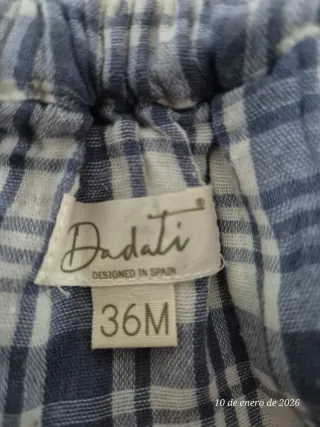 Dadati®
DESIGNED IN SPAIN
36M
10 de enero de 2026